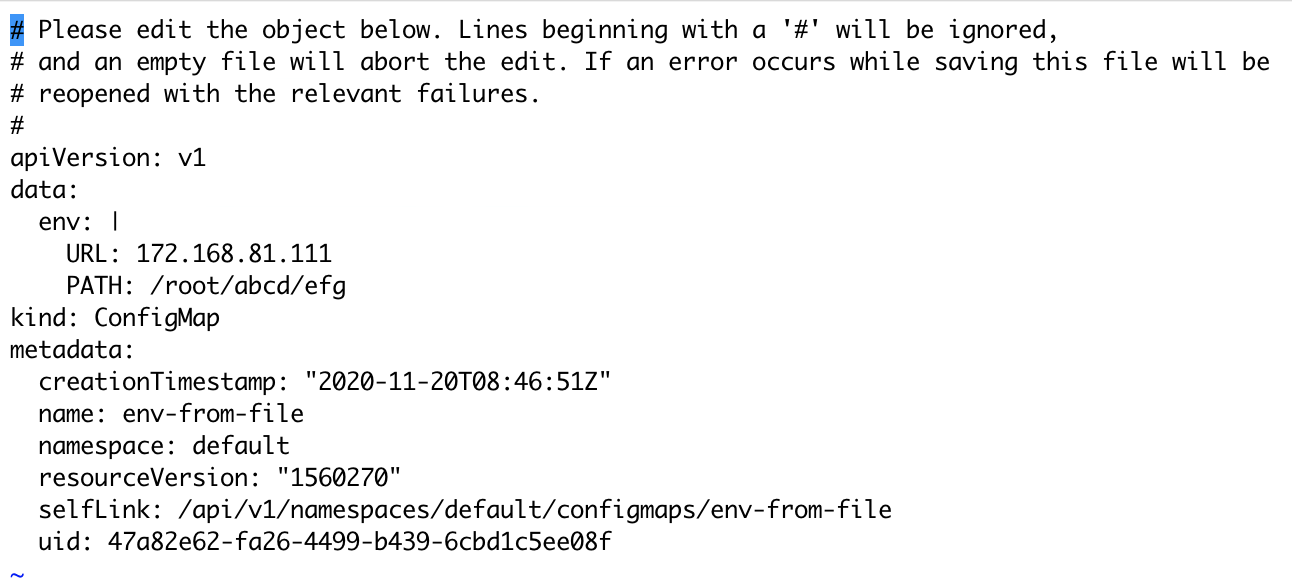 # Please edit the object below. Lines beginning with a '#' will be ignored,
# and an empty file will abort the edit. If an error occurs while saving this file will be
# reopened with the relevant failures.
#
apiVersion: v1
data:
  env: |
    URL: 172.168.81.111
    PATH: /root/abcd/efg
kind: ConfigMap
metadata:
  creationTimestamp: "2020-11-20T08:46:51Z"
  name: env-from-file
  namespace: default
  resourceVersion: "1560270"
  selfLink: /api/v1/namespaces/default/configmaps/env-from-file
  uid: 47a82e62-fa26-4499-b439-6cbd1c5ee08f
~